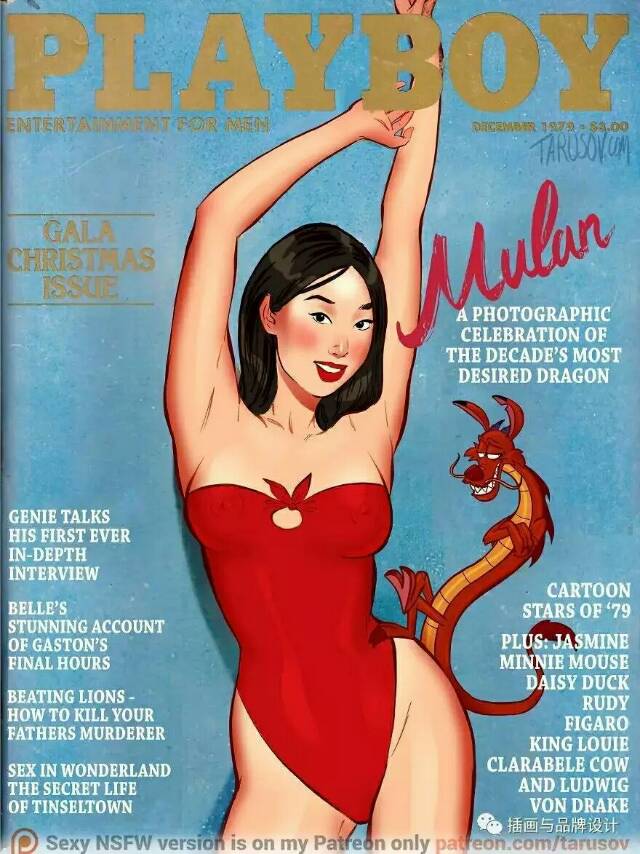 PLAYBOY
ENTERTAINMENT FOR MEN
DECEMBER 1979 • $3.00
TARUSOV.COM
GALA
CHRISTMAS
ISSUE
Mulan
A PHOTOGRAPHIC
CELEBRATION OF
THE DECADE'S MOST
DESIRED DRAGON
GENIE TALKS
HIS FIRST EVER
IN-DEPTH
INTERVIEW
BELLE'S
STUNNING ACCOUNT
OF GASTON'S
FINAL HOURS
BEATING LIONS -
HOW TO KILL YOUR
FATHERS MURDERER
SEX IN WONDERLAND
THE SECRET LIFE
OF TINSELTOWN
CARTOON
STARS OF '79
PLUS: JASMINE
MINNIE MOUSE
DAISY DUCK
RUDY
FIGARO
KING LOUIE
CLARABELE COW
AND LUDWIG
VON DRAKE
插画与品牌设计
Sexy NSFW version is on my Patreon only patreon.com/tarusov